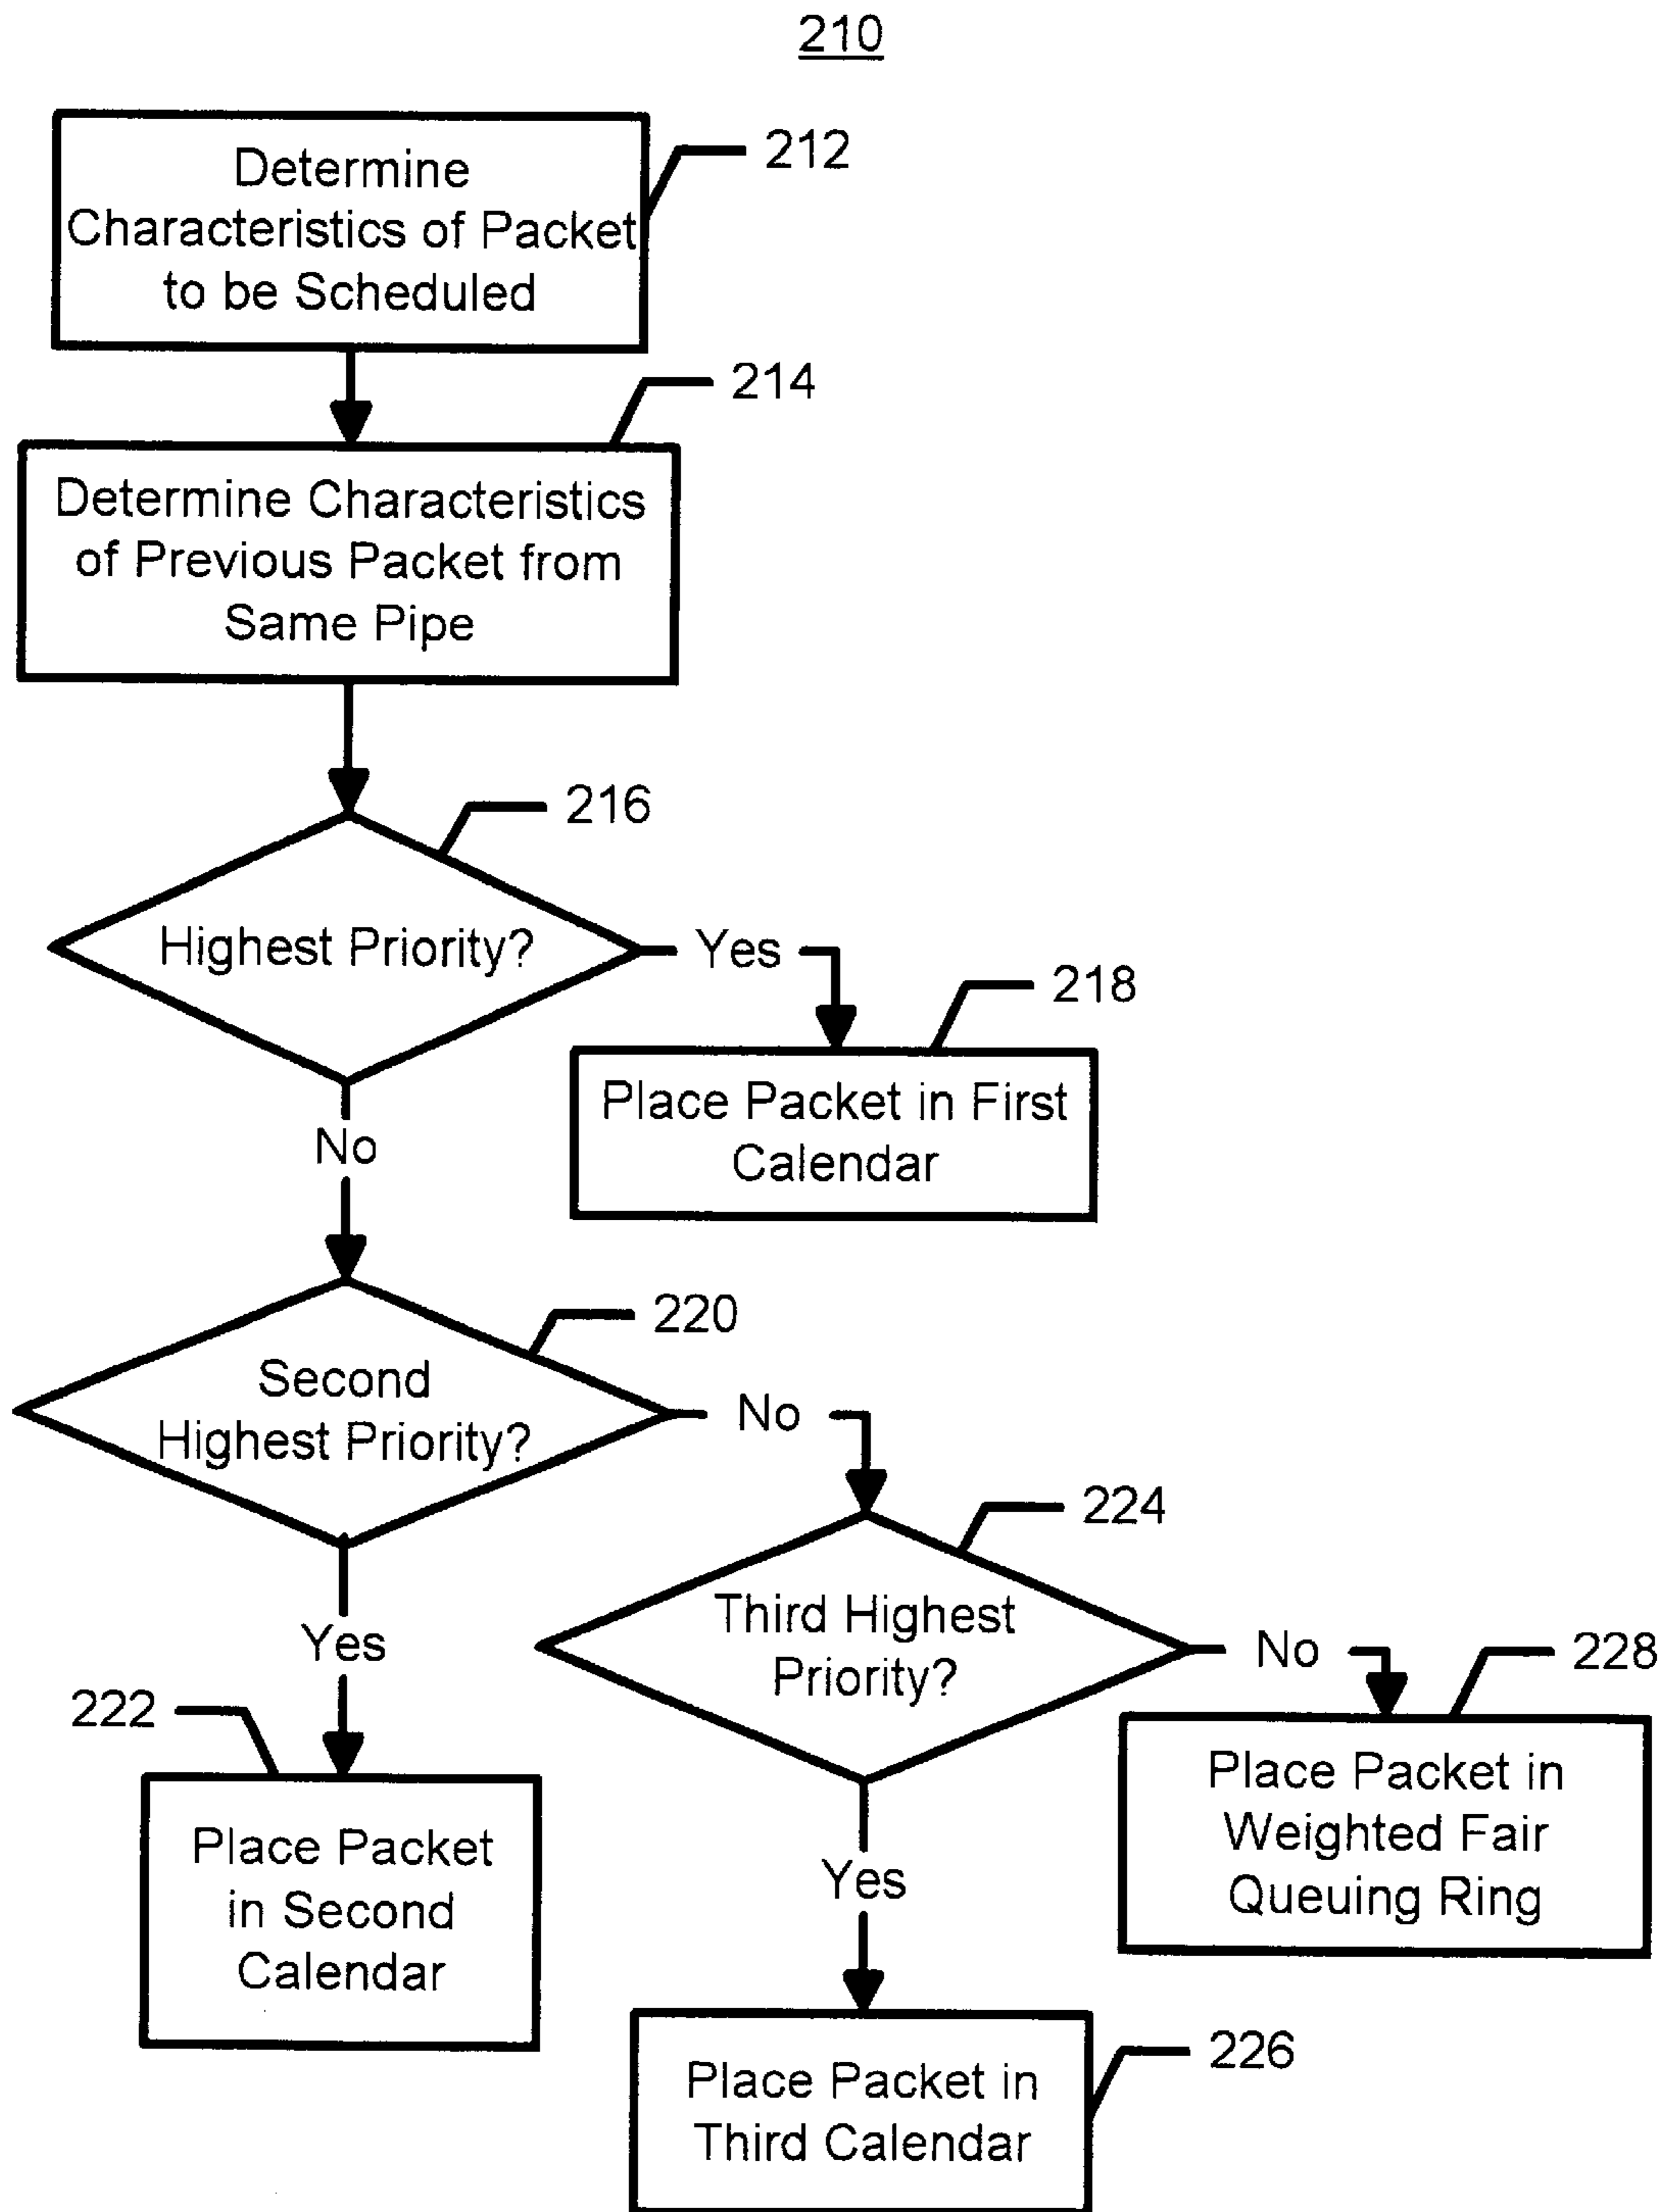 210
Determine
Characteristics of Packet
to be Scheduled
212
214
Determine Characteristics
of Previous Packet from
Same Pipe
216
Highest Priority?
Yes
218
Place Packet in First
Calendar
No
220
Second
Highest Priority?
No
224
Third Highest
Priority?
No
228
Yes
222
Place Packet in
Weighted Fair
Queuing Ring
Place Packet
in Second
Calendar
Yes
226
Place Packet in
Third Calendar